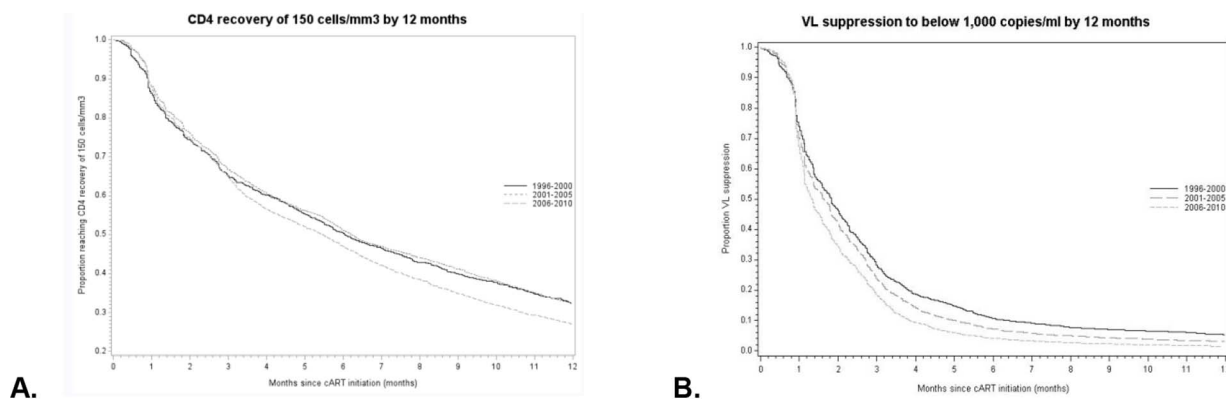 CD4 recovery of 150 cells/mm3 by 12 months
Proportion reaching CD4 recovery of 150 cells/mm3
1.0
0.9
0.8
0.7
0.6
0.5
0.4
0.3
0.2
1996-2000
2001-2005
2006-2010
0 1 2 3 4 5 6 7 8 9 10 11 12
Months since cART initiation (months)
A.
VL suppression to below 1,000 copies/ml by 12 months
Proportion VL suppression
1.0
0.9
0.8
0.7
0.6
0.5
0.4
0.3
0.2
0.1
0.0
1996-2000
2001-2005
2006-2010
0 1 2 3 4 5 6 7 8 9 10 11
Months since cART initiation (months)
B.